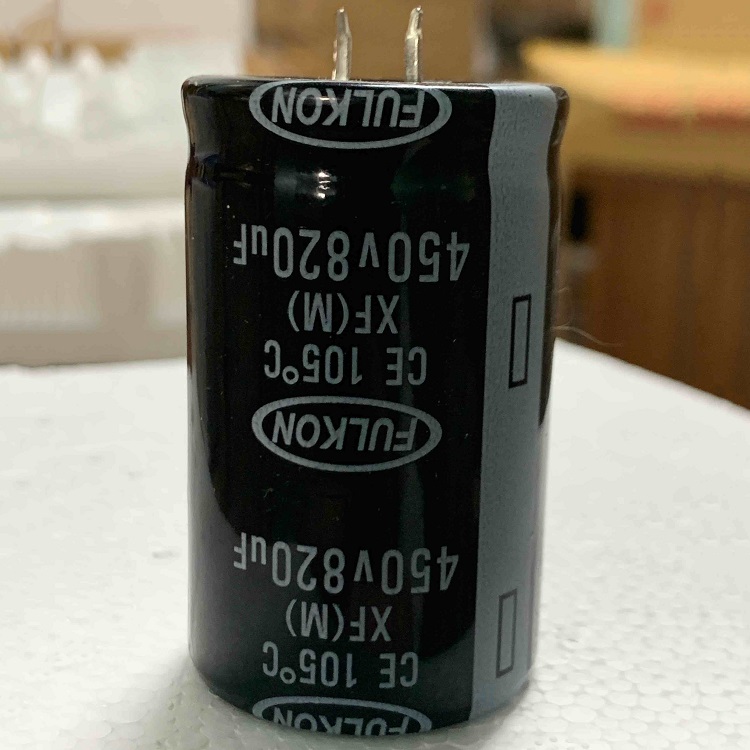 FULKON
CE 105°C
XF(M)
450v820uF
FULKON
CE 105°C
XF(M)
450v820uF
FULKON